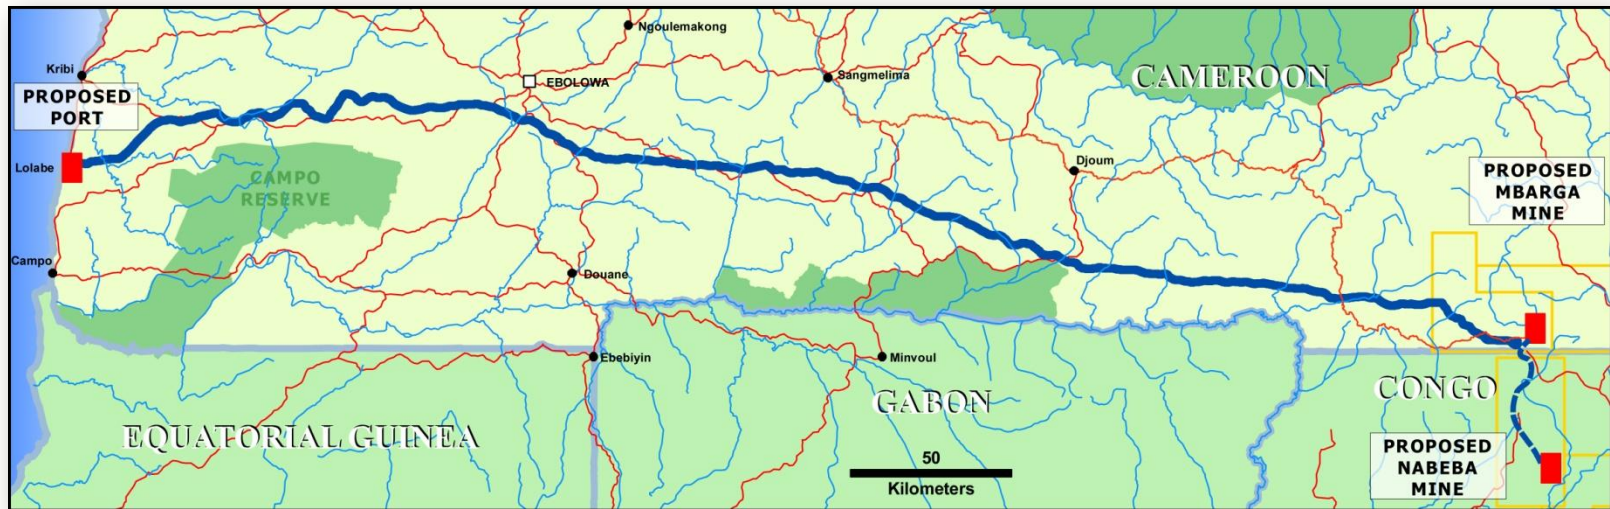 Ngoulemakong
Kribi
Sangmelima
CAMEROON
EBOLOWA
PROPOSED
PORT
Lolabe
Djoum
PROPOSED
MBARGA
MINE
CAMPO
RESERVE
Campo
Douane
Ebebiyin
Minvoul
CONGO
GABON
EQUATORIAL GUINEA
50
Kilometers
PROPOSED
NABEBA
MINE